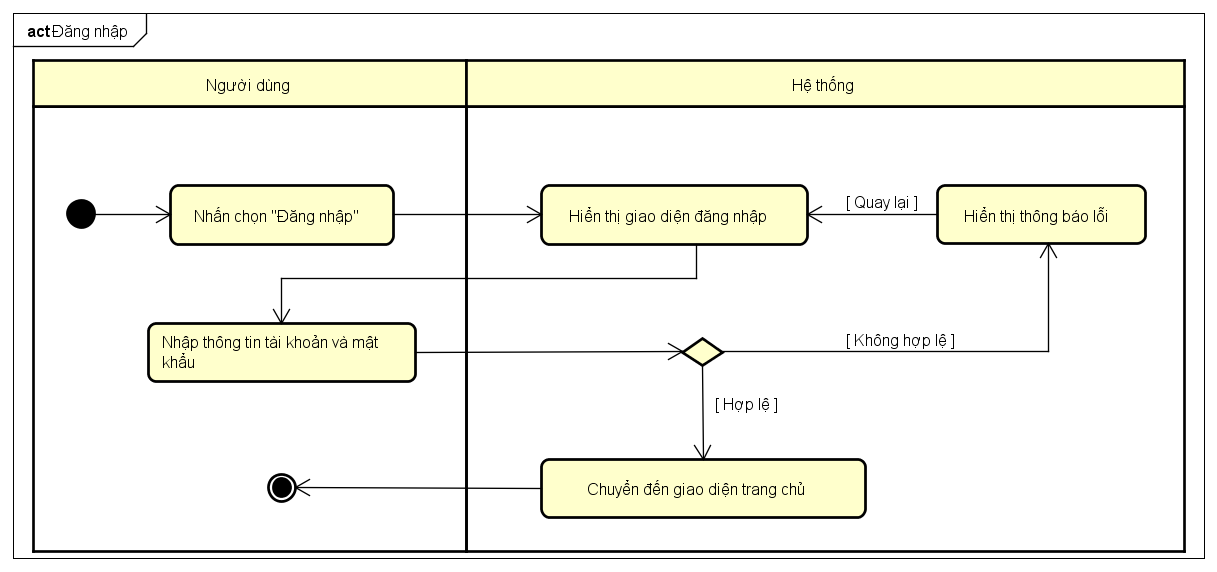 act Đăng nhập
Người dùng
Hệ thống
Nhấn chọn "Đăng nhập"
Hiển thị giao diện đăng nhập
[ Quay lại ]
Hiển thị thông báo lỗi
Nhập thông tin tài khoản và mật
khẩu
[ Không hợp lệ ]
[ Hợp lệ ]
Chuyển đến giao diện trang chủ